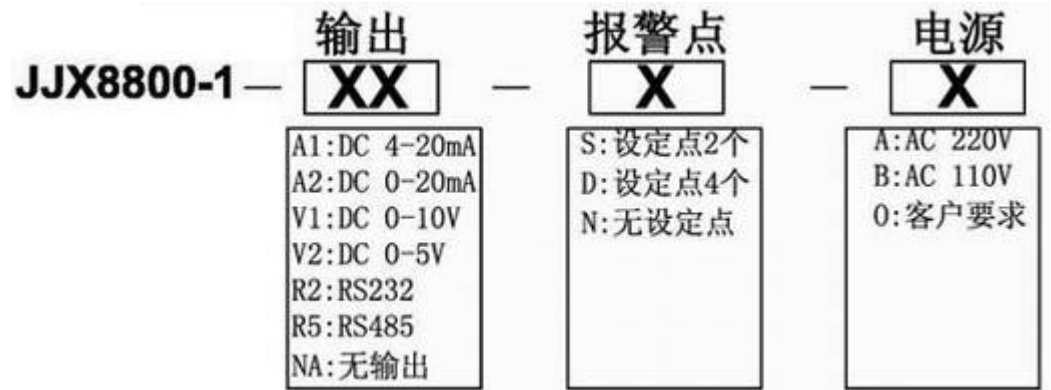 输出 报警点 电源
JJX8800-1— XX — X — X
A1:DC 4-20mA
A2:DC 0-20mA
V1:DC 0-10V
V2:DC 0-5V
R2:RS232
R5:RS485
NA:无输出
S:设定点2个
D:设定点4个
N:无设定点
A:AC 220V
B:AC 110V
O:客户要求